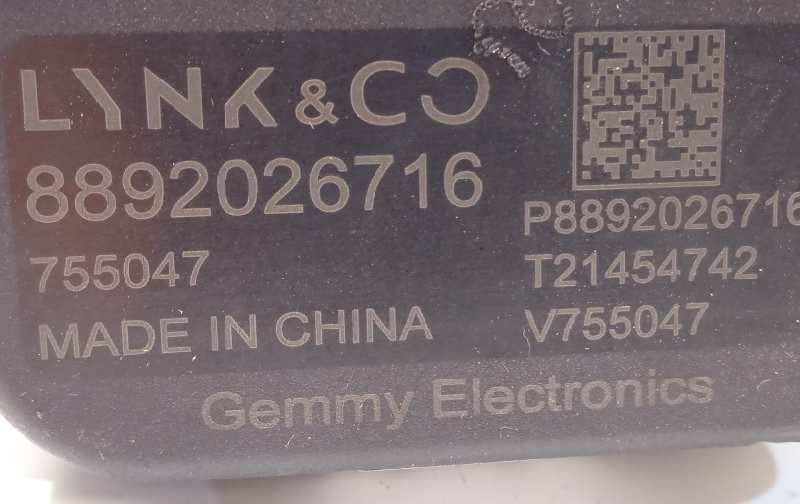 LYNK & CO
8892026716
755047
MADE IN CHINA
P8892026716
T21454742
V755047
Gemmy Electronics